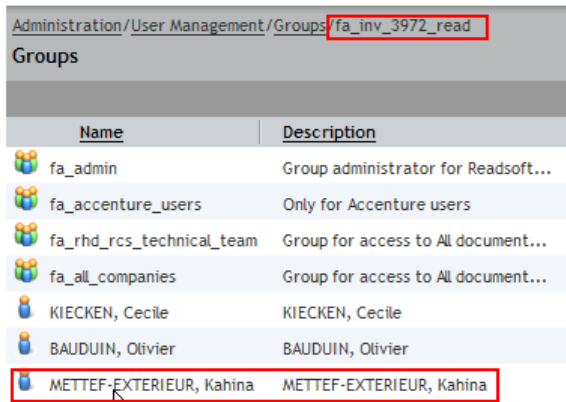 Administration/User Management/Groups/fa_inv_3972_read
Groups
Name Description
fa_admin Group administrator for Readsoft...
fa_accenture_users Only for Accenture users
fa_rhd_rcs_technical_team Group for access to All document...
fa_all_companies Group for access to All document...
KIECKEN, Cecile KIECKEN, Cecile
BAUDUIN, Olivier BAUDUIN, Olivier
METTEF-EXTERIEUR, Kahina METTEF-EXTERIEUR, Kahina